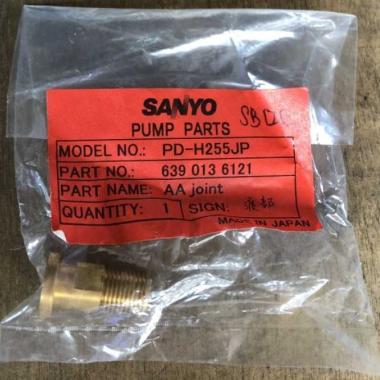 SANYO
PUMP PARTS
MODEL NO.: PD-H255JP
PART NO.: 639 013 6121
PART NAME: AA joint
QUANTITY: 1 SIGN:
MADE IN JAPAN